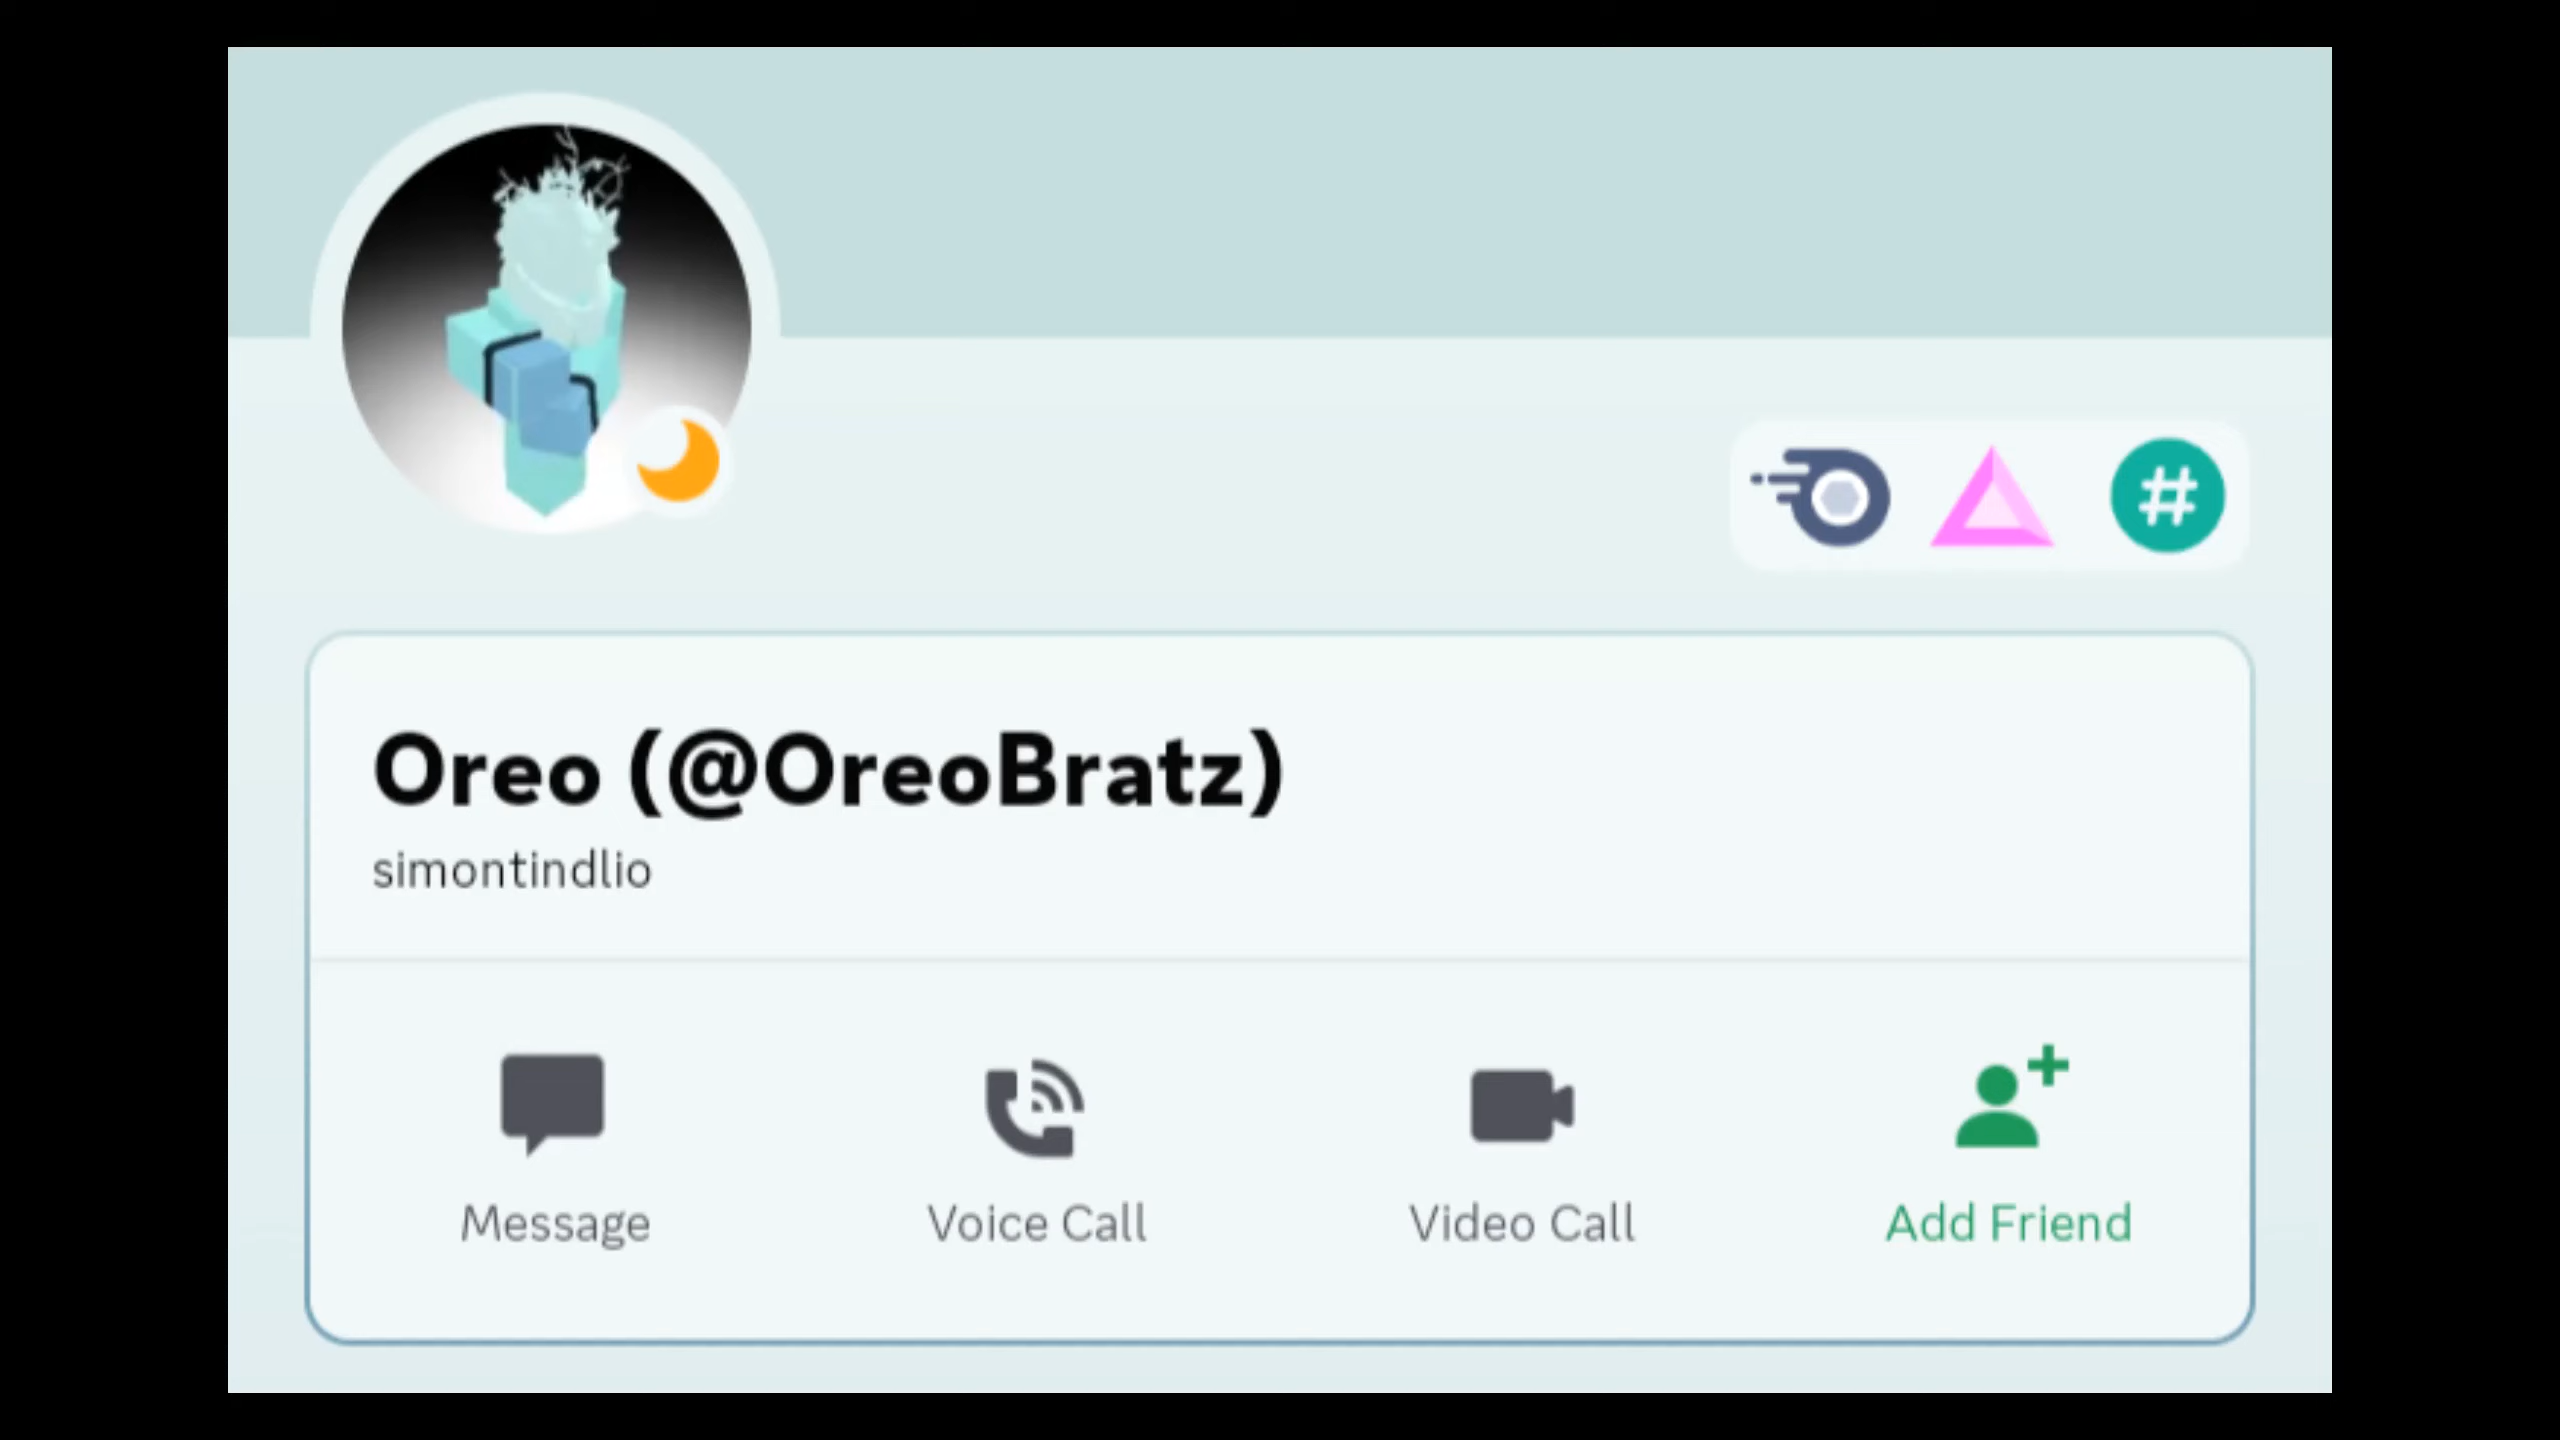 Oreo (@OreoBratz)
simontindlio
Message
Voice Call
Video Call
Add Friend